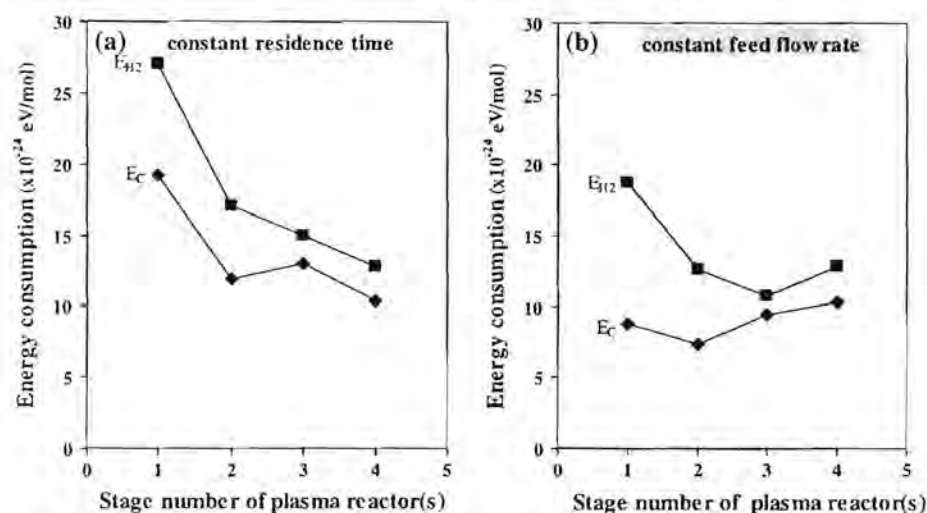 (a) constant residence time
E_H2
E_C
30
25
20
15
10
5
0
0 1 2 3 4 5
Energy consumption (x10^-24 eV/mol)
Stage number of plasma reactor(s)
(b) constant feed flow rate
E_H2
E_C
30
25
20
15
10
5
0
0 1 2 3 4 5
Energy consumption (x10^-24 eV/mol)
Stage number of plasma reactor(s)